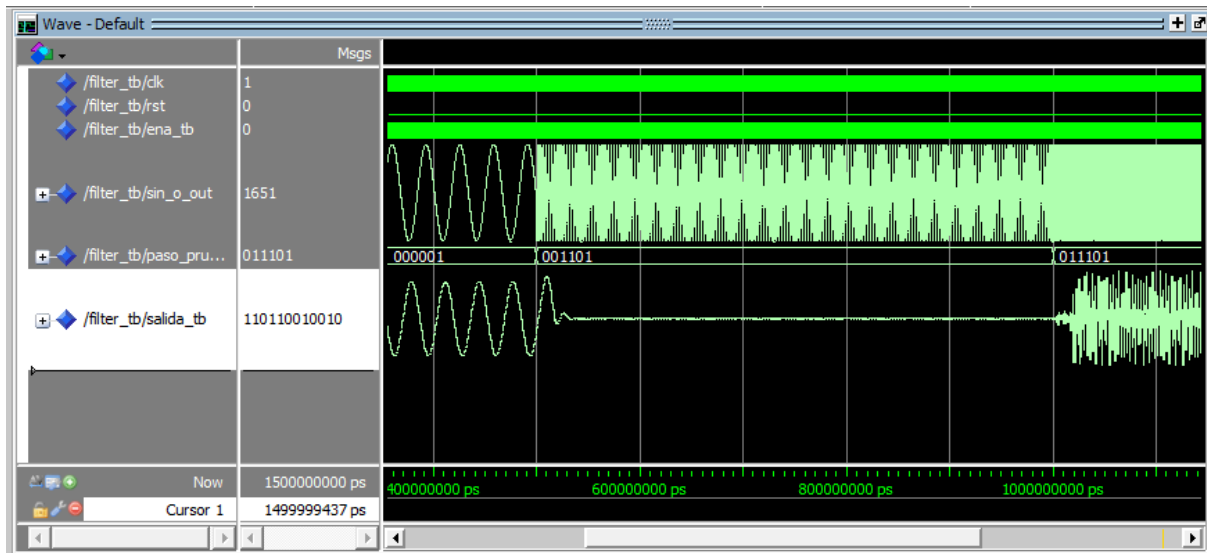 Wave - Default
Msgs
/filter_tb/clk 1
/filter_tb/rst 0
/filter_tb/ena_tb 0
/filter_tb/sin_o_out 1651
/filter_tb/paso_pru... 011101 000001 001101 011101
/filter_tb/salida_tb 110110010010
Now 1500000000 ps 400000000 ps 600000000 ps 800000000 ps 1000000000 ps
Cursor 1 1499999437 ps